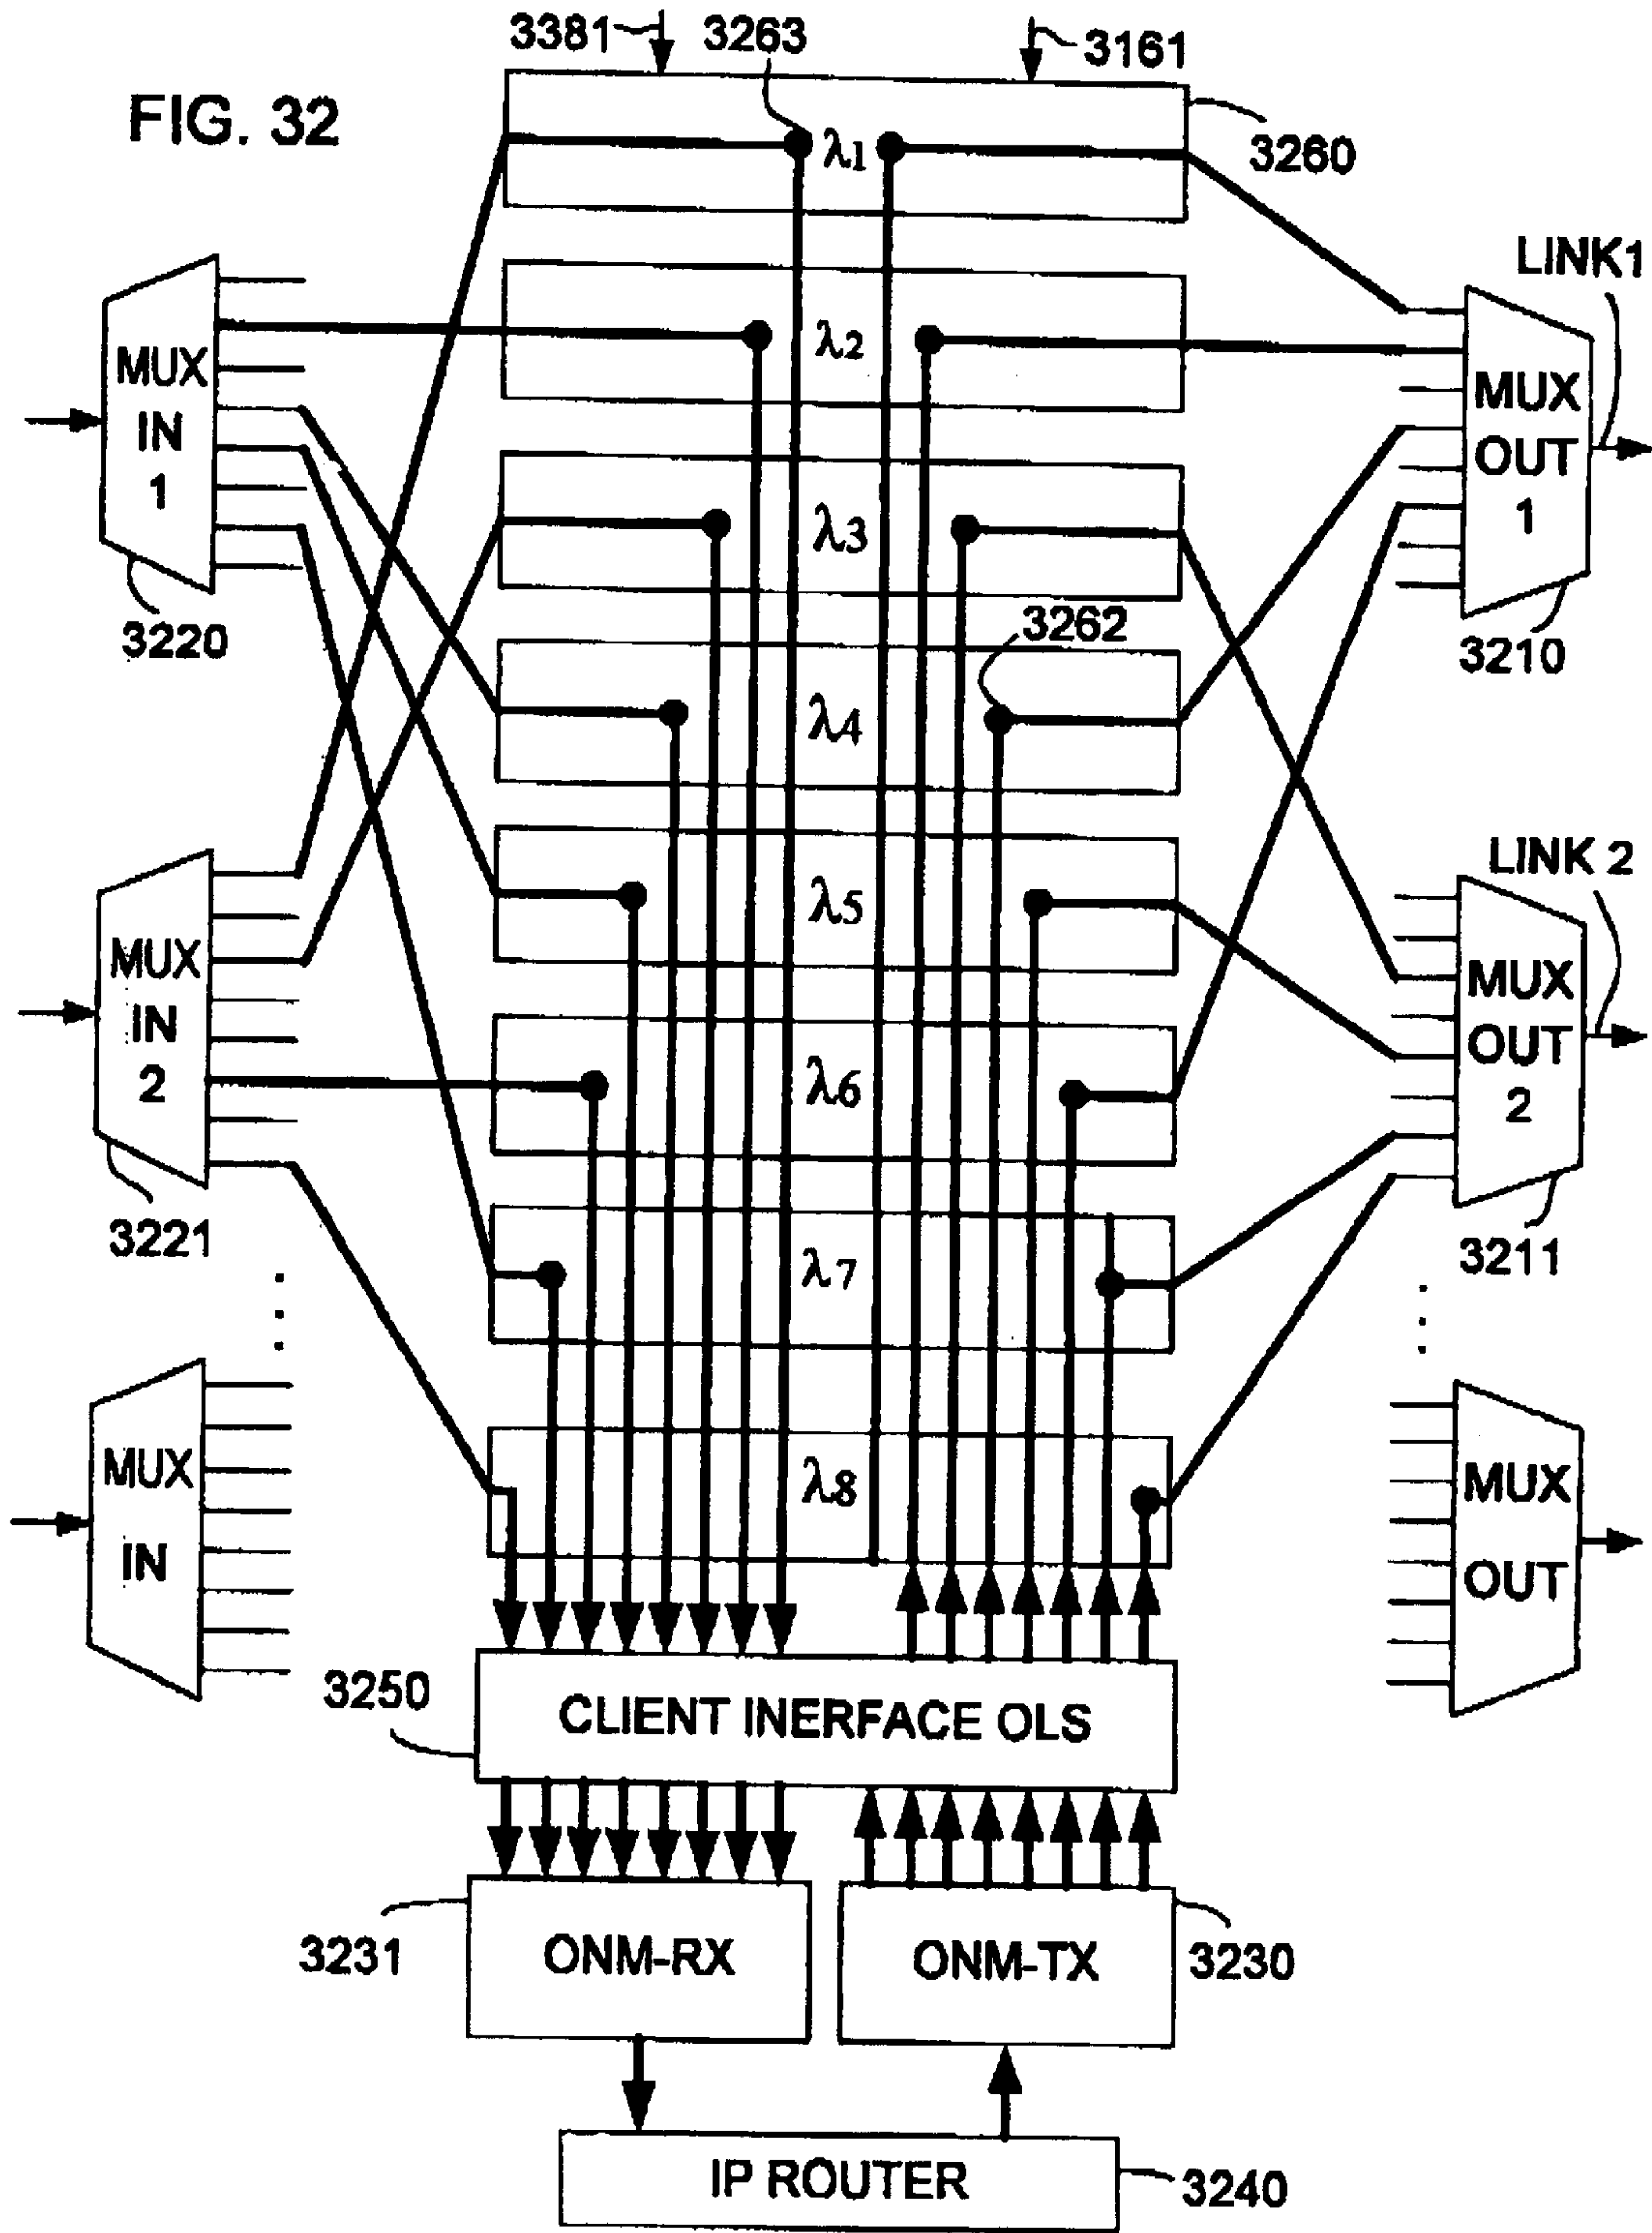 3381
3263
3161
FIG. 32
λ1
3260
LINK1
MUX
IN
1
λ2
MUX
OUT
1
λ3
3220
3262
3210
λ4
LINK 2
λ5
MUX
IN
2
MUX
OUT
2
λ6
3221
λ7
3211
MUX
IN
λ8
MUX
OUT
3250
CLIENT INERFACE OLS
3231
ONM-RX
ONM-TX
3230
IP ROUTER
3240